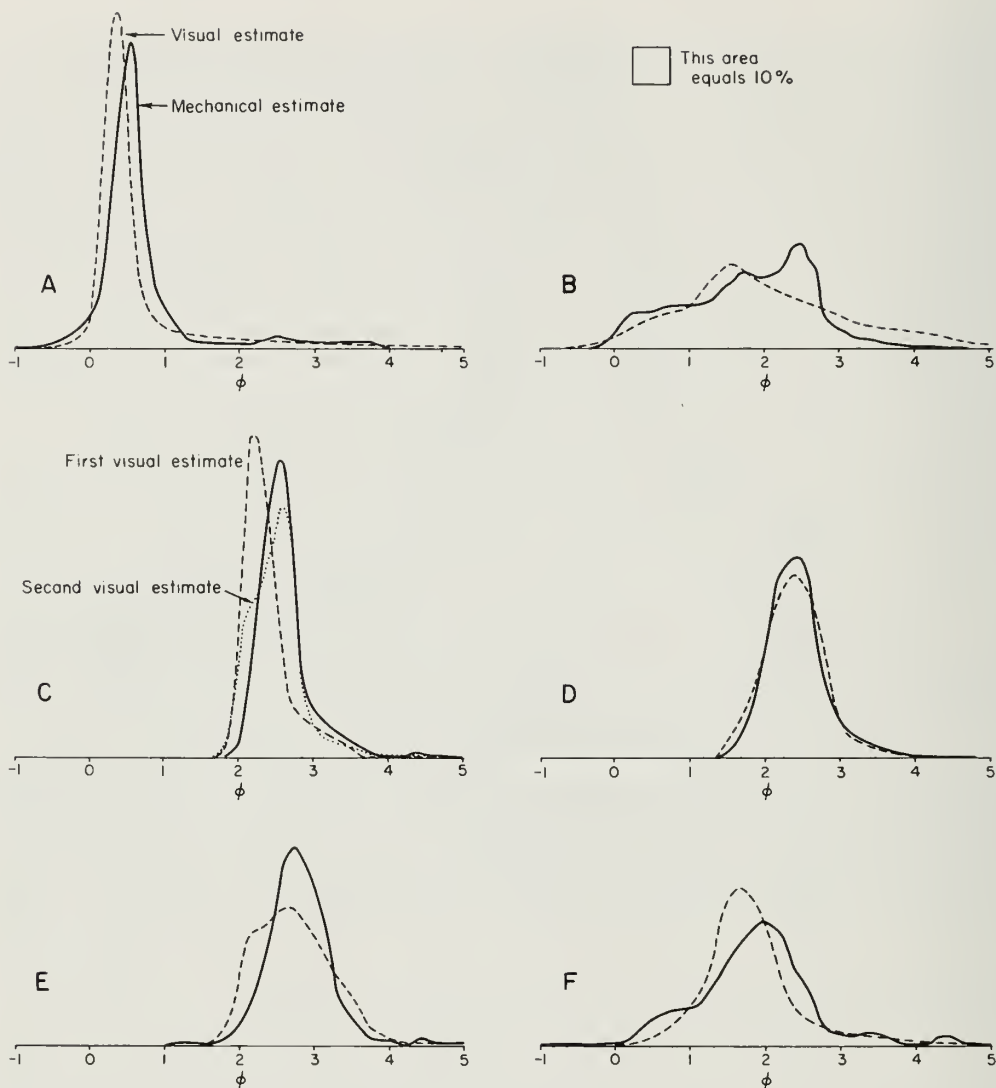 Visual estimate
Mechanical estimate
This area
equals 10%
A
B
-1 0 1 2 3 4 5
ϕ
-1 0 1 2 3 4 5
ϕ
First visual estimate
Second visual estimate
C
D
-1 0 1 2 3 4 5
ϕ
-1 0 1 2 3 4 5
ϕ
E
F
-1 0 1 2 3 4 5
ϕ
-1 0 1 2 3 4 5
ϕ